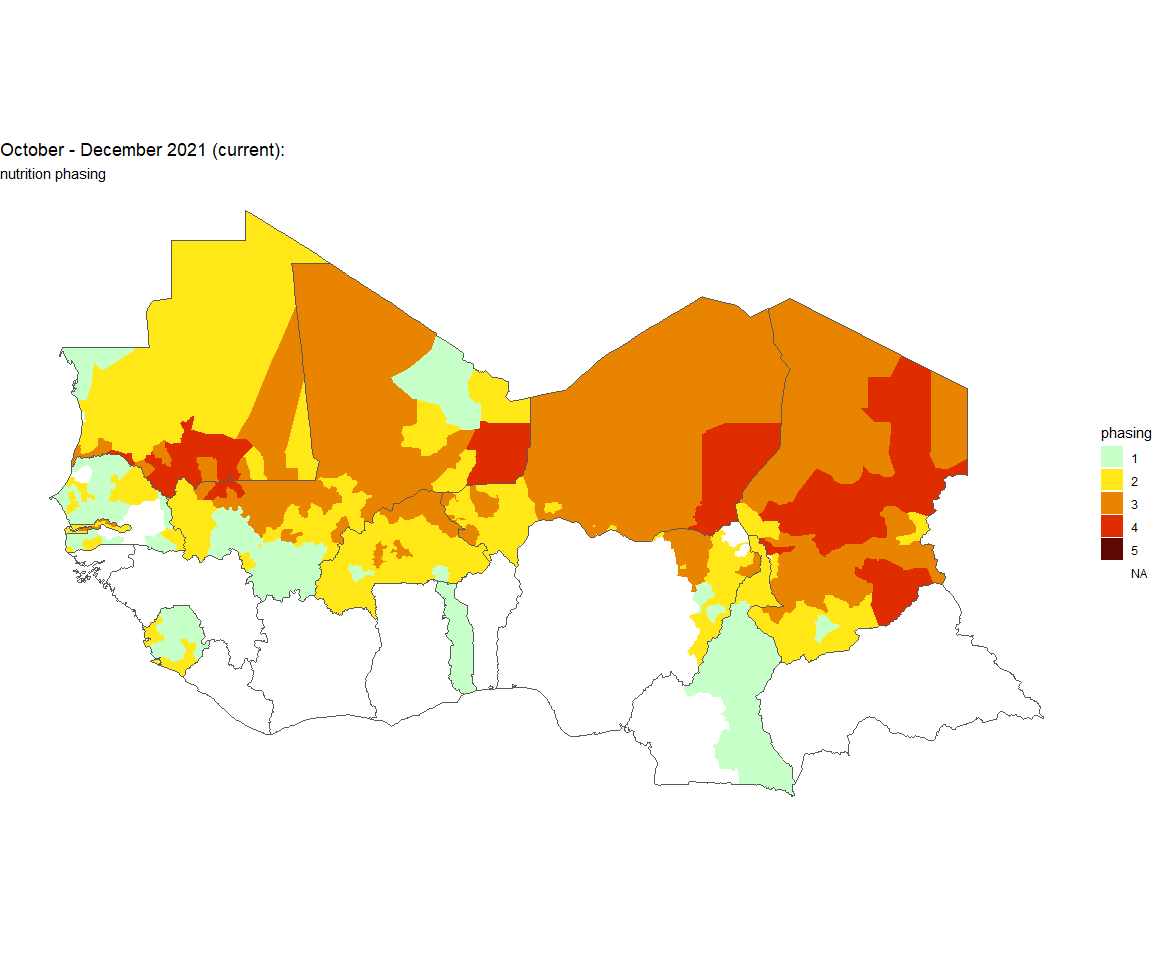 October - December 2021 (current):
nutrition phasing
phasing
1
2
3
4
5
NA